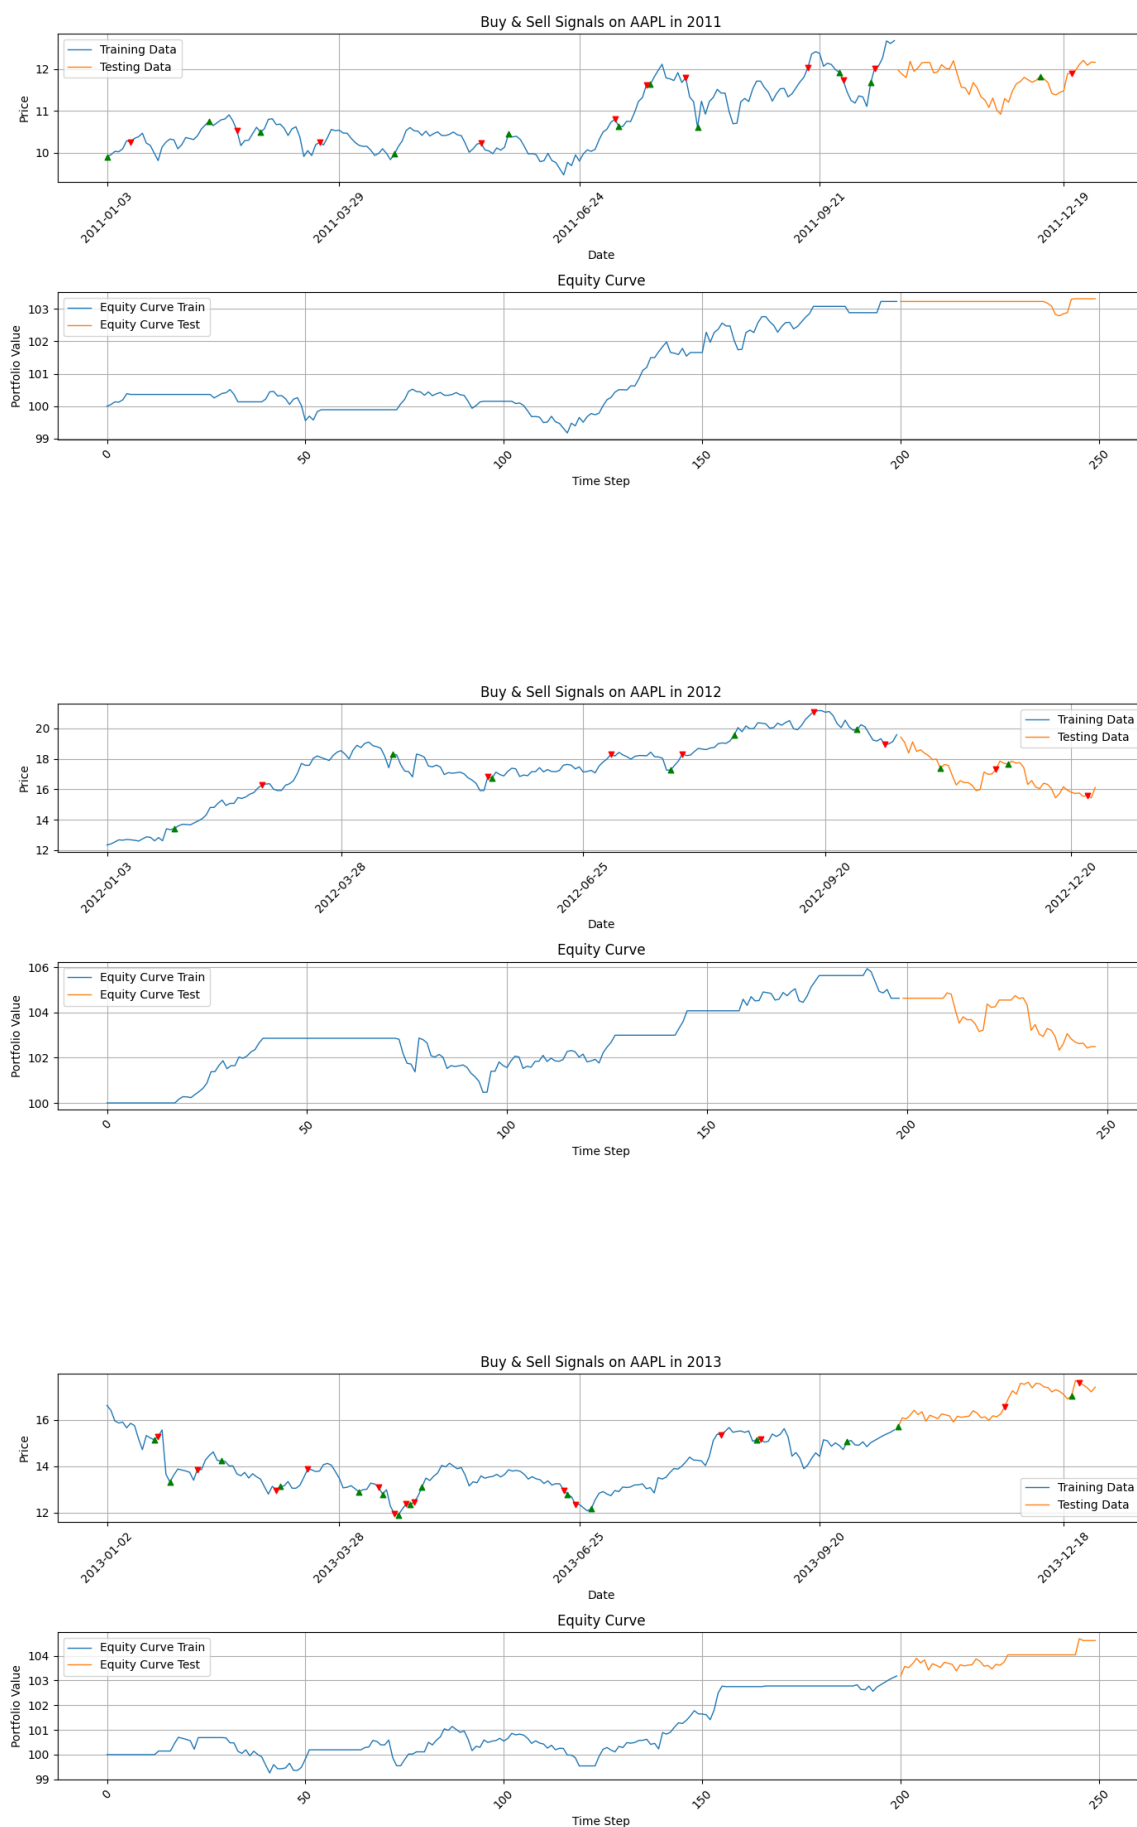 Buy & Sell Signals on AAPL in 2011
Training Data
Testing Data
Price
12
11
10
2011-01-03
2011-03-29
2011-06-24
2011-09-21
2011-12-19
Date
Equity Curve
Equity Curve Train
Equity Curve Test
Portfolio Value
103
102
101
100
99
0
50
100
150
200
250
Time Step
Buy & Sell Signals on AAPL in 2012
Training Data
Testing Data
Price
20
18
16
14
12
2012-01-03
2012-03-28
2012-06-25
2012-09-20
2012-12-20
Date
Equity Curve
Equity Curve Train
Equity Curve Test
Portfolio Value
106
104
102
100
0
50
100
150
200
250
Time Step
Buy & Sell Signals on AAPL in 2013
Price
16
14
12
Training Data
Testing Data
2013-01-02
2013-03-28
2013-06-25
2013-09-20
2013-12-18
Date
Equity Curve
Equity Curve Train
Equity Curve Test
Portfolio Value
104
103
102
101
100
99
0
50
100
150
200
250
Time Step